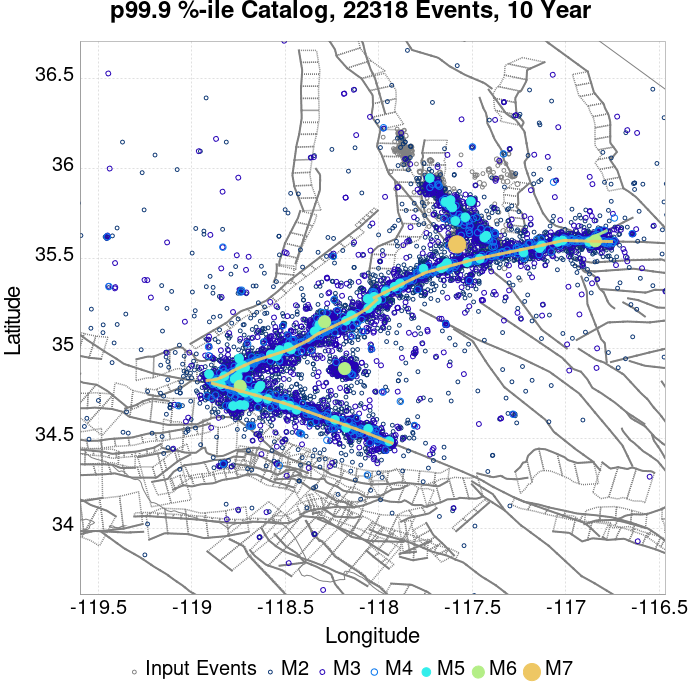 p99.9 %-ile Catalog, 22318 Events, 10 Year
36.5
36
35.5
35
34.5
34
Latitude
-119.5 -119 -118.5 -118 -117.5 -117 -116.5
Longitude
Input Events M2 M3 M4 M5 M6 M7